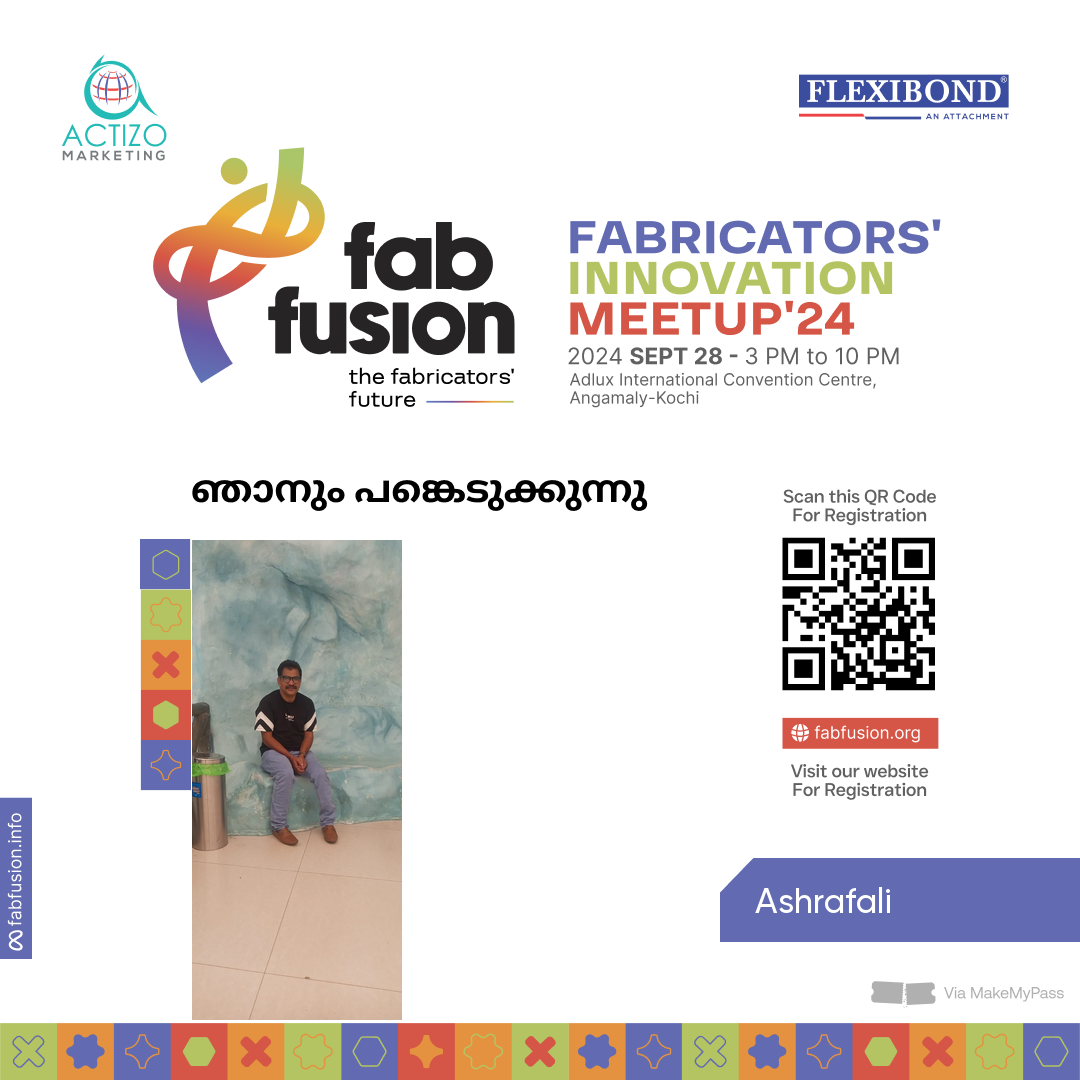 ACTIZO
MARKETING
FLEXIBOND®
AN ATTACHMENT
fab
fusion
the fabricators'
future
FABRICATORS'
INNOVATION
MEETUP'24
2024 SEPT 28 - 3 PM to 10 PM
Adlux International Convention Centre,
Angamaly-Kochi
ഞാനും പങ്കെടുക്കുന്നു
Scan this QR Code
For Registration
fabfusion.org
Visit our website
For Registration
fabfusion.info
Ashrafali
Via MakeMyPass